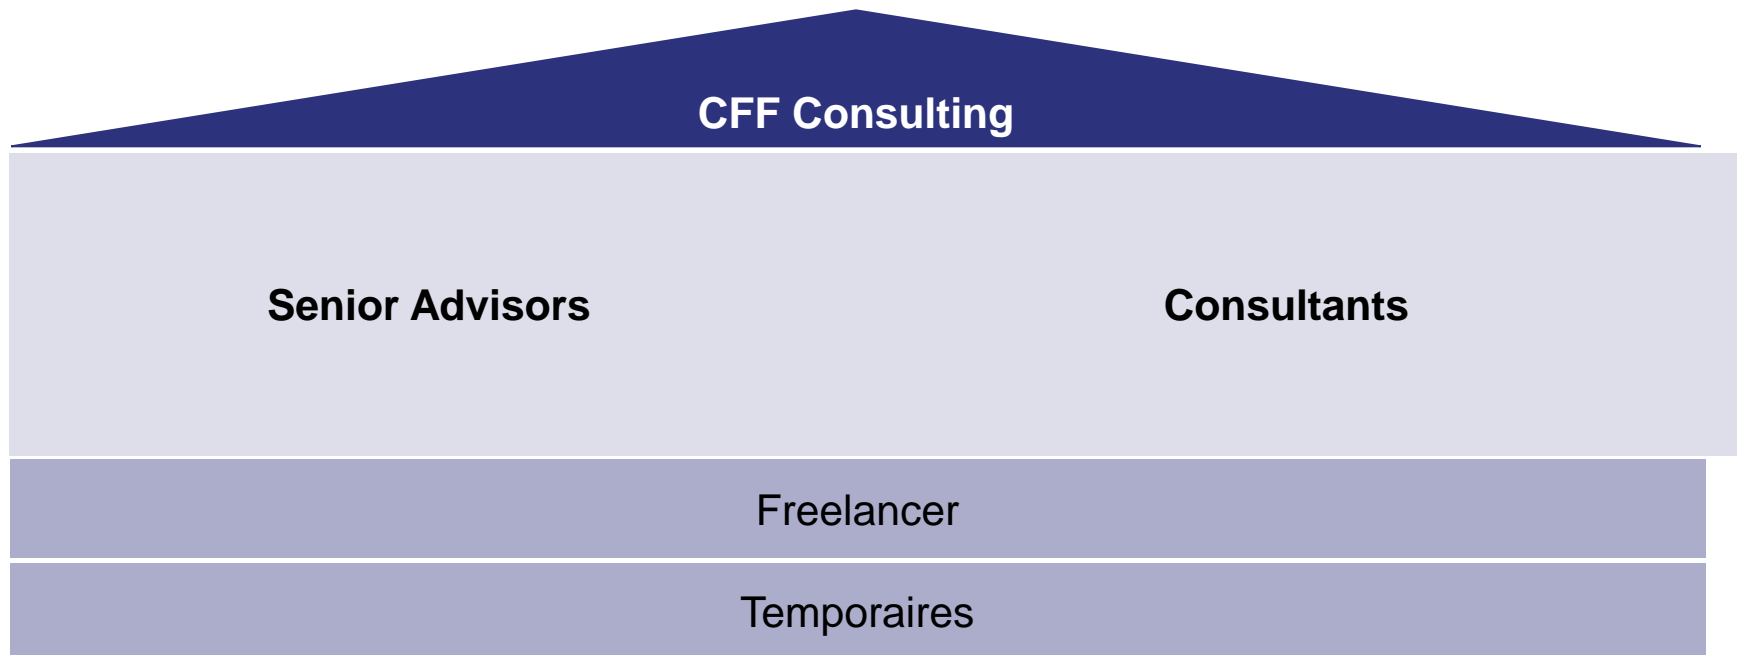 CFF Consulting
Senior Advisors
Consultants
Freelancer
Temporaires